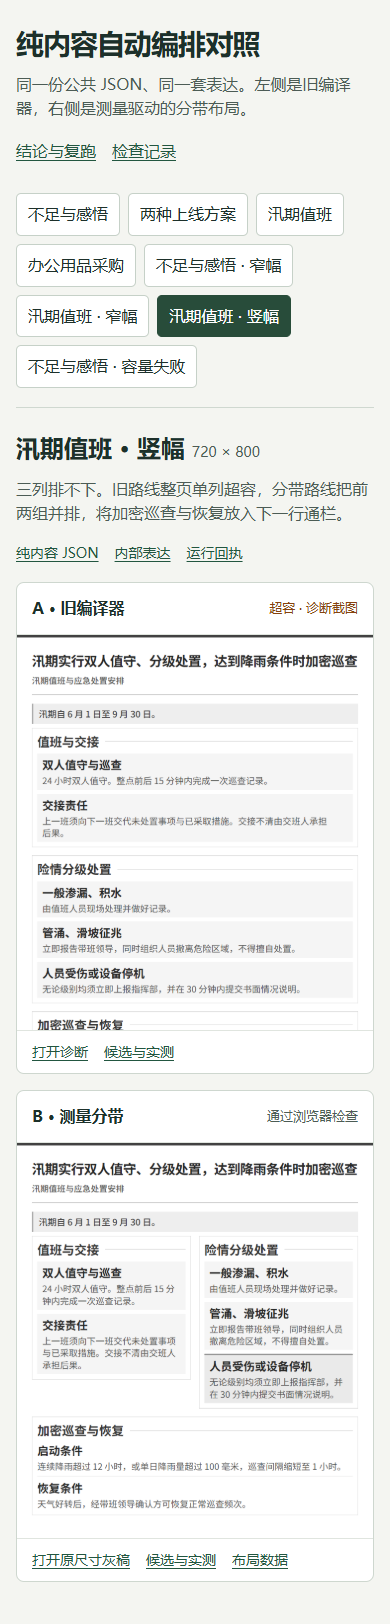 纯内容自动编排对照
同一份公共 JSON、同一套表达。左侧是旧编译
器，右侧是测量驱动的分带布局。
结论与复跑 检查记录
不足与感悟 两种上线方案 汛期值班
办公用品采购 不足与感悟 · 窄幅
汛期值班 · 窄幅 汛期值班 · 竖幅
不足与感悟 · 容量失败
汛期值班 • 竖幅 720 × 800
三列排不下。旧路线整页单列超容，分带路线把前
两组并排，将加密巡查与恢复放入下一行通栏。
纯内容 JSON 内部表达 运行回执
A • 旧编译器 超容 · 诊断截图
汛期实行双人值守、分级处置，达到降雨条件时加密巡查
汛期值班与应急处置安排
汛期自 6 月 1 日至 9 月 30 日。
值班与交接
双人值守与巡查
24 小时双人值守。整点前后 15 分钟内完成一次巡查记录。
交接责任
上一班须向下一班交代未处置事项与已采取措施。交接不清由交班人承担
后果。
险情分级处置
一般渗漏、积水
由值班人员现场处理并做好记录。
管涌、滑坡征兆
立即报告带班领导，同时组织人员撤离危险区域，不得擅自处置。
人员受伤或设备停机
无论级别均须立即上报指挥部，并在 30 分钟内提交书面情况说明。
加密巡查与恢复
打开诊断 候选与实测
B • 测量分带 通过浏览器检查
汛期实行双人值守、分级处置，达到降雨条件时加密巡查
汛期值班与应急处置安排
汛期自 6 月 1 日至 9 月 30 日。
值班与交接
双人值守与巡查
24 小时双人值守。整点前后 15 分
钟内完成一次巡查记录。
交接责任
上一班须向下一班交代未处置事项
与已采取措施。交接不清由交班人
承担后果。
险情分级处置
一般渗漏、积水
由值班人员现场处理并做好记录。
管涌、滑坡征兆
立即报告带班领导，同时组织人员
撤离危险区域，不得擅自处置。
人员受伤或设备停机
无论级别均须立即上报指挥部，并
在 30 分钟内提交书面情况说明。
加密巡查与恢复
启动条件
连续降雨超过 12 小时，或单日降雨量超过 100 毫米，巡查间隔缩短至 1 小时。
恢复条件
天气好转后，经带班领导确认方可恢复正常巡查频次。
打开原尺寸灰稿 候选与实测 布局数据